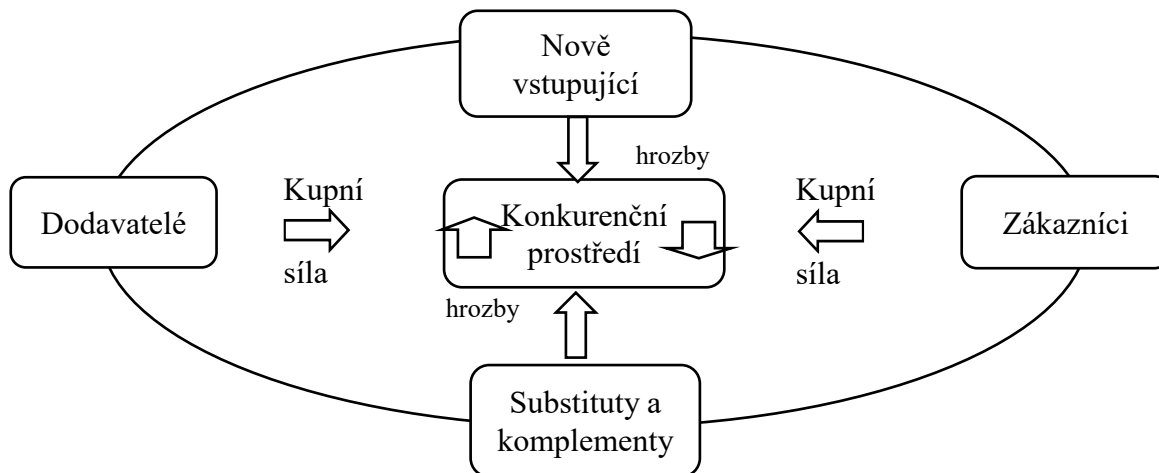 Nově
vstupující
hrozby
Dodavatelé
Kupní
síla
Konkurenční
prostředí
Kupní
síla
Zákazníci
hrozby
Substituty a
komplementy